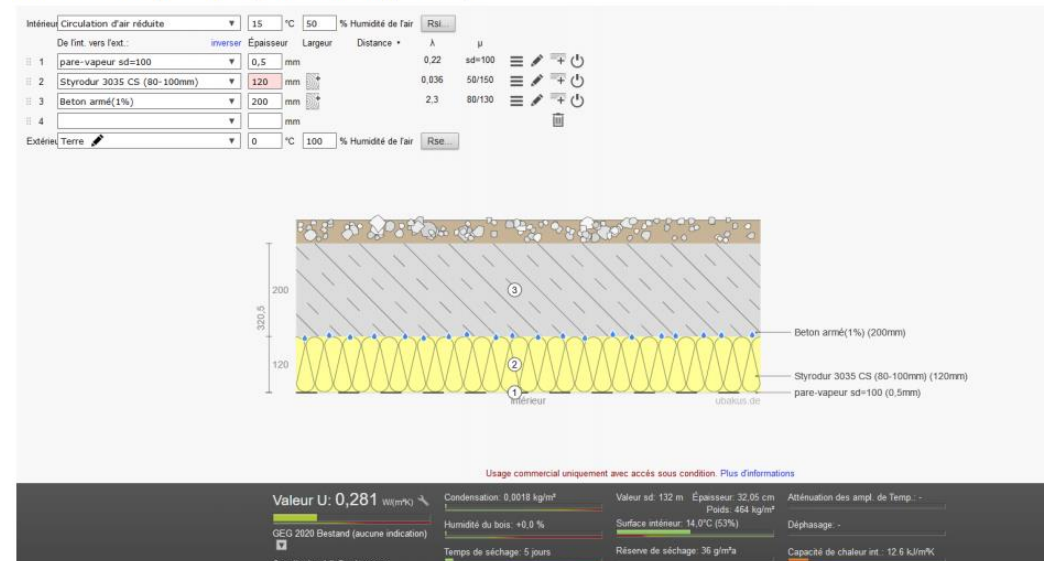 Intérieur Circulation d'air réduite ▼ 15 °C 50 % Humidité de l'air Rsi...
De l'int. vers l'ext.: inverser Épaisseur Largeur Distance • λ μ
1 pare-vapeur sd=100 ▼ 0,5 mm 0,22 sd=100
2 Styrodur 3035 CS (80-100mm) ▼ 120 mm 0,036 50/150
3 Beton armé(1%) ▼ 200 mm 2,3 80/130
4 ▼ mm
Extérieu Terre ▼ 0 °C 100 % Humidité de l'air Rse...
200
3
320,5
Beton armé(1%) (200mm)
120
2
Styrodur 3035 CS (80-100mm) (120mm)
1
pare-vapeur sd=100 (0,5mm)
Intérieur
ubakus.de
Usage commercial uniquement avec accés sous condition. Plus d'informations
Valeur U: 0,281 W/(m²K) Condensation: 0,0018 kg/m² Valeur sd: 132 m Épaisseur: 32,05 cm Atténuation des ampl. de Temp.: -
Poids: 464 kg/m²
GEG 2020 Bestand (aucune indication) Humidité du bois: +0,0 % Surface intérieur: 14,0°C (53%) Déphasage: -
Temps de séchage: 5 jours Réserve de séchage: 36 g/m²a Capacité de chaleur int.: 12.6 kJ/m²K